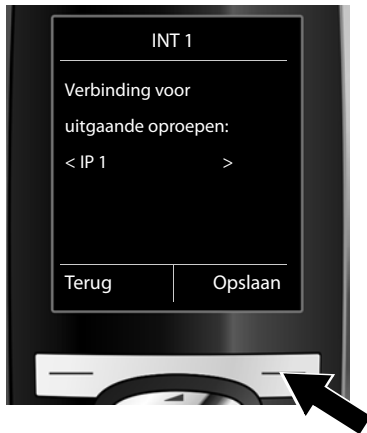 INT 1
Verbinding voor
uitgaande oproepen:
< IP 1 >
Terug Opslaan